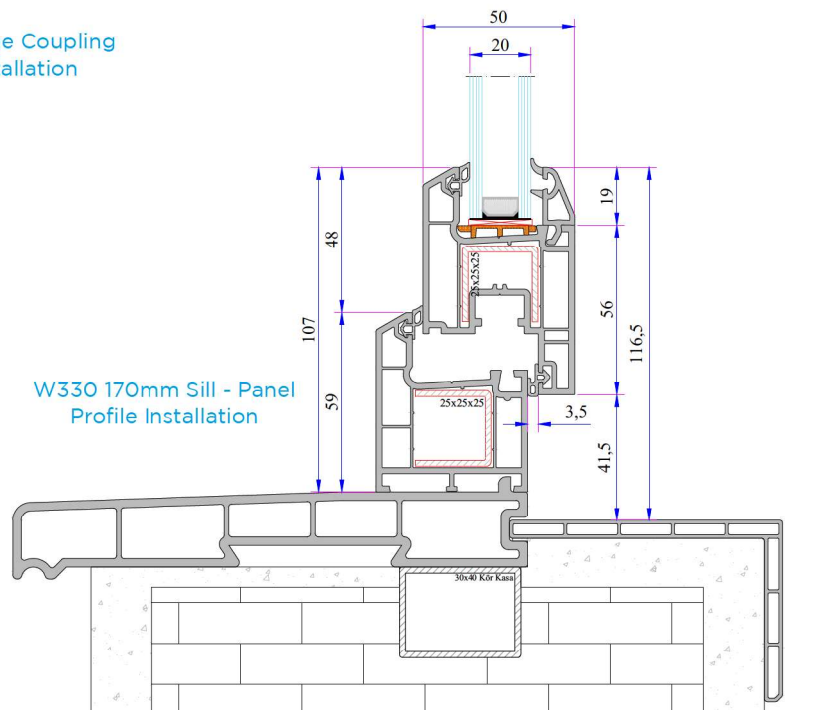 50
e Coupling
20
allation
19
48
25x25x25
56
107
116,5
W330 170mm Sill - Panel
Profile Installation
59
25x25x25
3,5
41,5
30x40 Kör Kasa